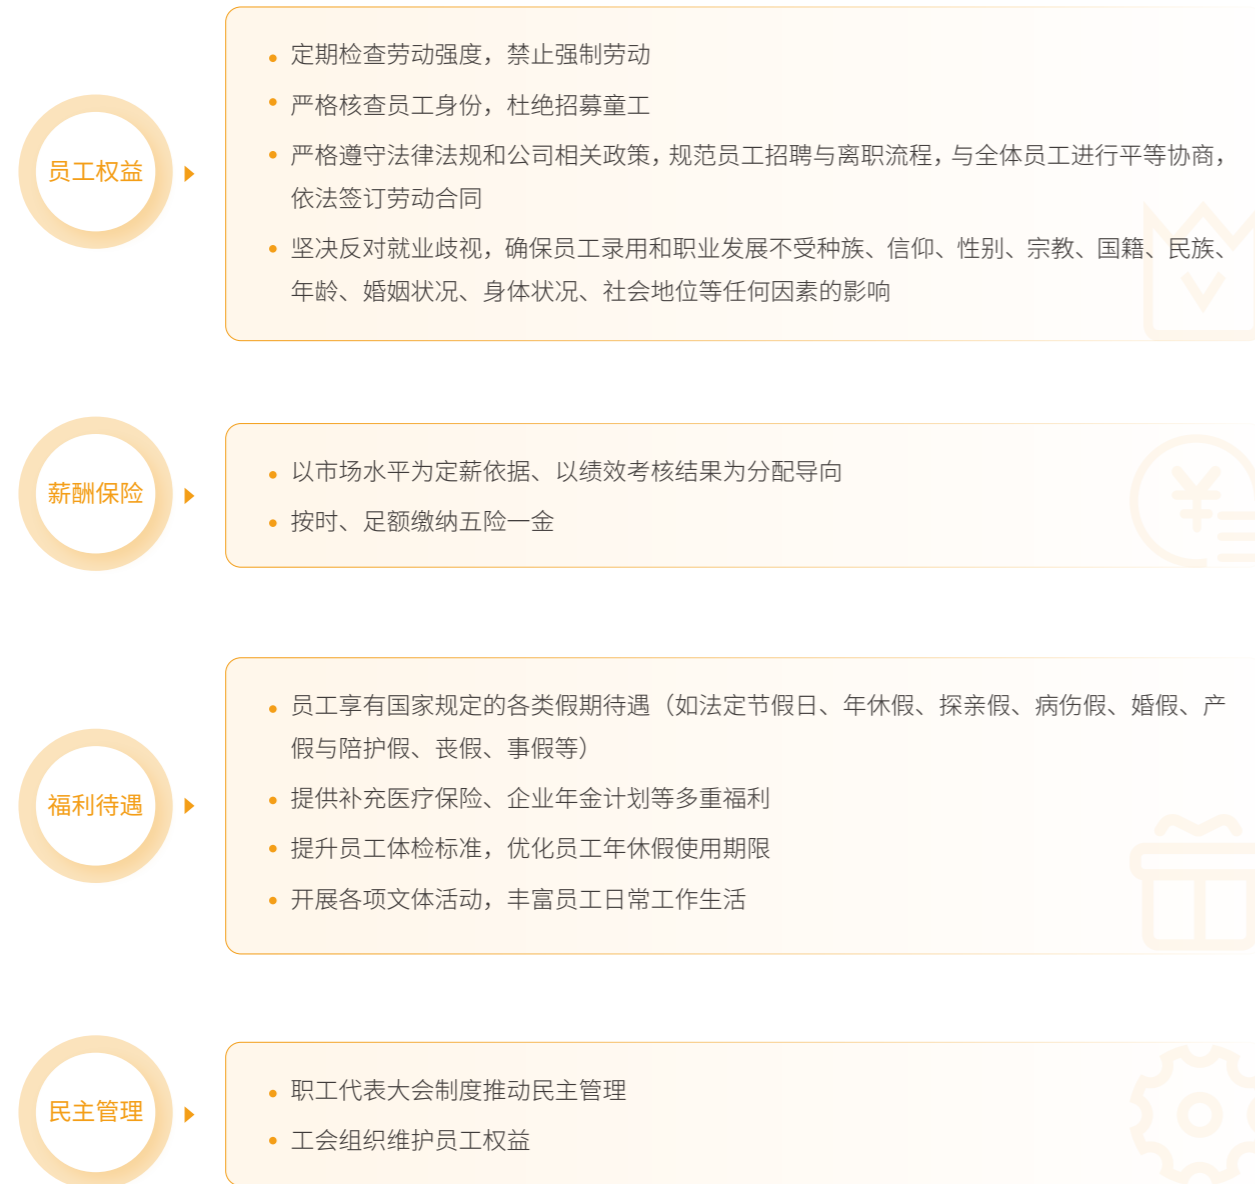 员工权益
定期检查劳动强度，禁止强制劳动
严格核查员工身份，杜绝招募童工
严格遵守法律法规和公司相关政策，规范员工招聘与离职流程，与全体员工进行平等协商，
依法签订劳动合同
坚决反对就业歧视，确保员工录用和职业发展不受种族、信仰、性别、宗教、国籍、民族、
年龄、婚姻状况、身体状况、社会地位等任何因素的影响
薪酬保险
以市场水平为定薪依据、以绩效考核结果为分配导向
按时、足额缴纳五险一金
福利待遇
员工享有国家规定的各类假期待遇（如法定节假日、年休假、探亲假、病伤假、婚假、产
假与陪护假、丧假、事假等）
提供补充医疗保险、企业年金计划等多重福利
提升员工体检标准，优化员工年休假使用期限
开展各项文体活动，丰富员工日常工作生活
民主管理
职工代表大会制度推动民主管理
工会组织维护员工权益